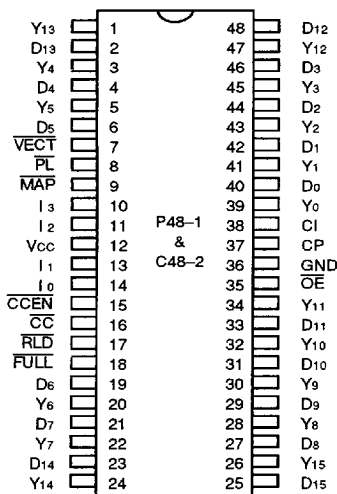 Y13 1 48 D12
D13 2 47 Y12
Y4 3 46 D3
D4 4 45 Y3
Y5 5 44 D2
D5 6 43 Y2
VECT 7 42 D1
PL 8 41 Y1
MAP 9 40 D0
I3 10 39 Y0
I2 11 P48–1 38 CI
VCC 12 & 37 CP
I1 13 C48–2 36 GND
I0 14 35 OE
CCEN 15 34 Y11
CC 16 33 D11
RLD 17 32 Y10
FULL 18 31 D10
D6 19 30 Y9
Y6 20 29 D9
D7 21 28 Y8
Y7 22 27 D8
D14 23 26 Y15
Y14 24 25 D15